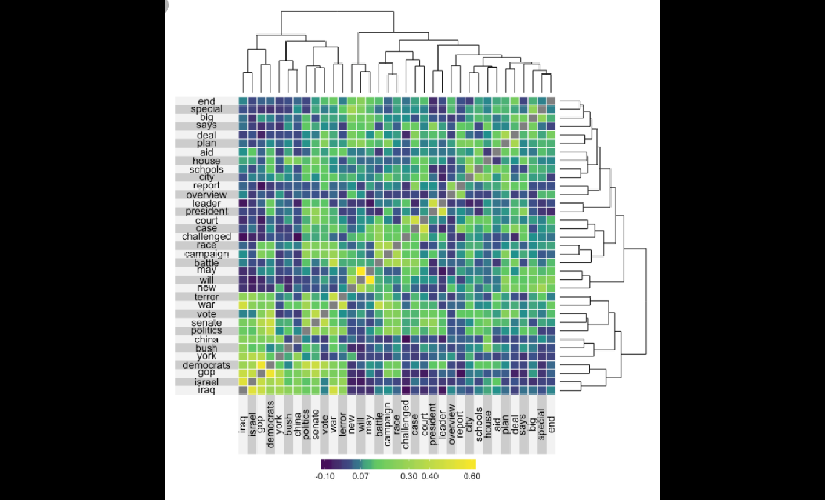 end
special
big
says
deal
plan
aid
house
schools
city
report
overview
leader
president
court
case
challenged
race
campaign
battle
may
will
new
terror
war
vote
senate
politics
china
bush
york
democrats
gop
israel
iraq
iraq israel gop democrats york bush china politics senate vote war terror new will may battle campaign race challenged case court president leader overview report city schools house aid plan deal says big special end
-0.10 0.07 0.30 0.40 0.60